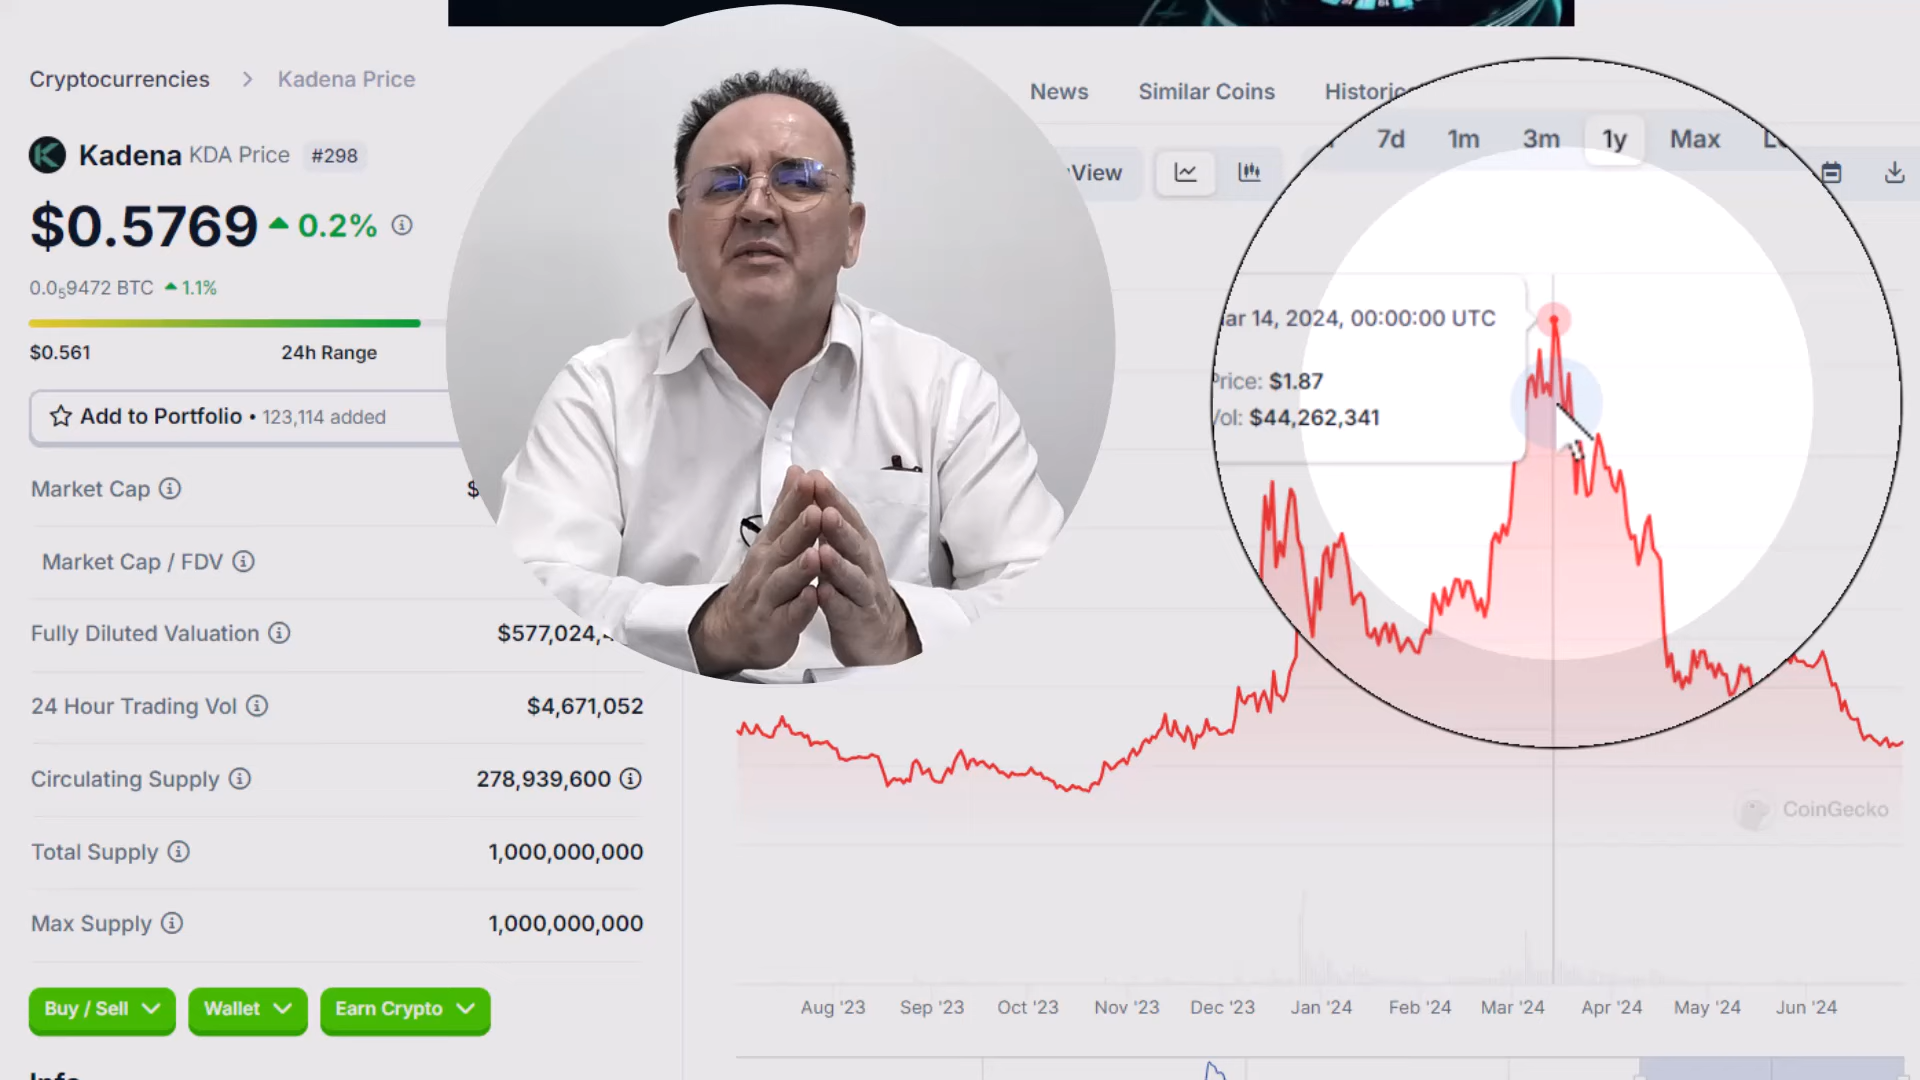 Cryptocurrencies > Kadena Price
Kadena KDA Price #298
$0.5769 0.2%
0.0₅9472 BTC 1.1%
$0.561 24h Range
Add to Portfolio • 123,114 added
Market Cap $
Market Cap / FDV
Fully Diluted Valuation $577,024,
24 Hour Trading Vol $4,671,052
Circulating Supply 278,939,600
Total Supply 1,000,000,000
Max Supply 1,000,000,000
Buy / Sell Wallet Earn Crypto
News Similar Coins
View
7d 1m 3m 1y Max
14, 2024, 00:00:00 UTC
Price: $1.87
Vol: $44,262,341
CoinGecko
Aug '23 Sep '23 Oct '23 Nov '23 Dec '23 Jan '24 Feb '24 Mar '24 Apr '24 May '24 Jun '24